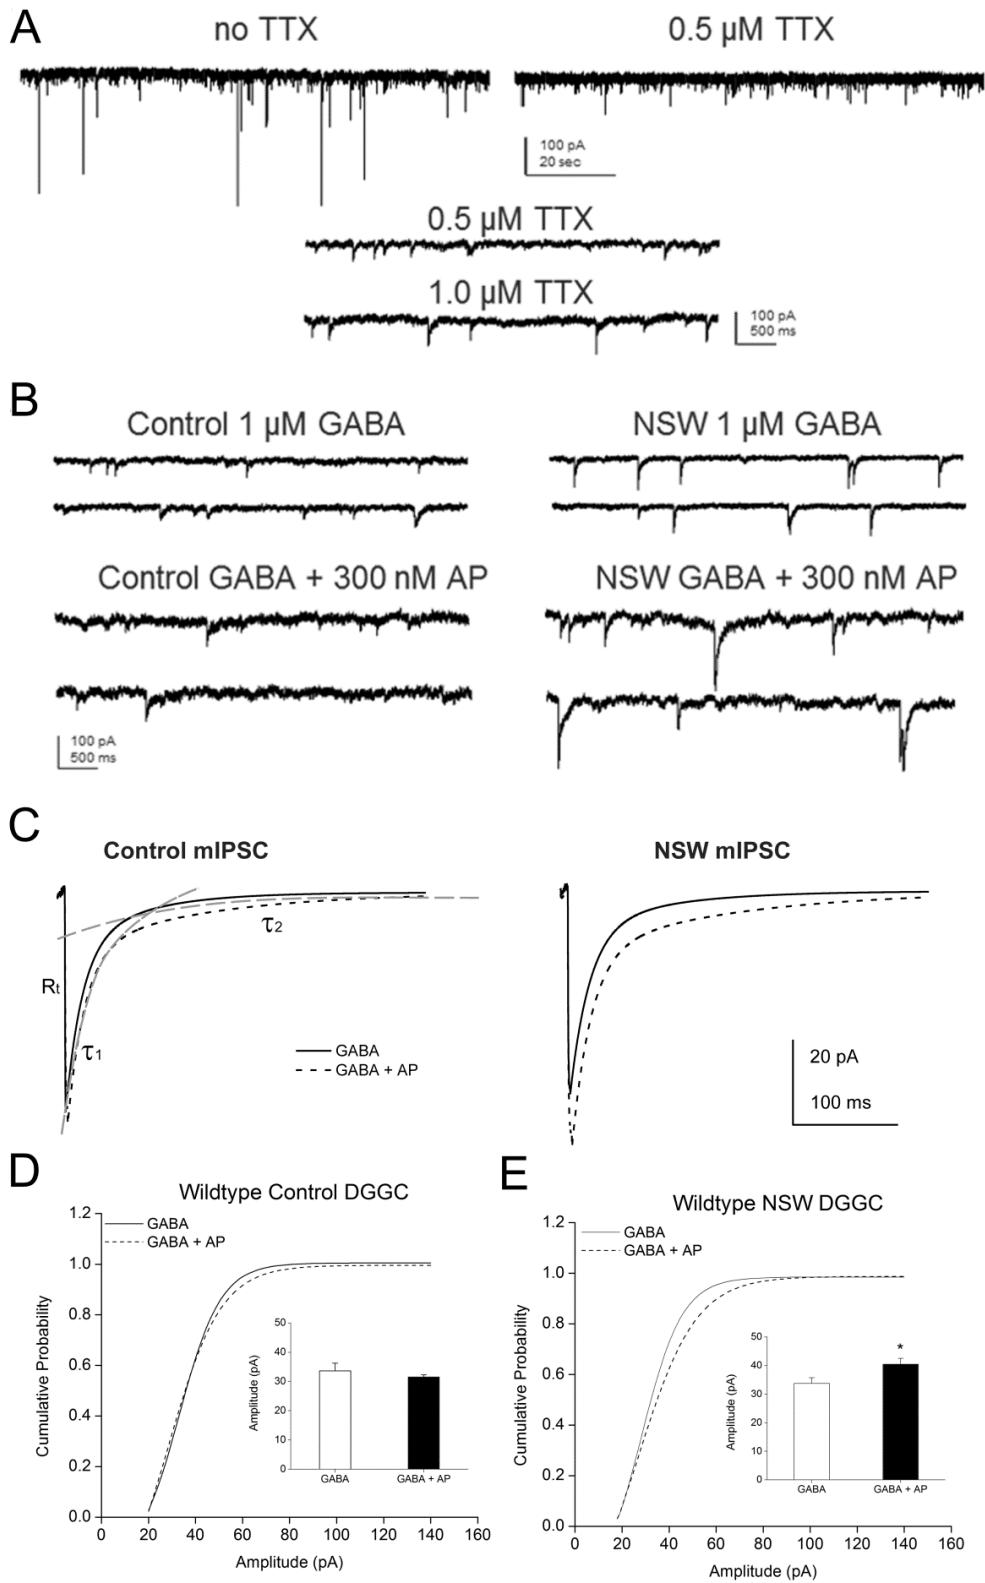 A
no TTX
0.5 µM TTX
100 pA
20 sec
0.5 µM TTX
1.0 µM TTX
100 pA
500 ms
B
Control 1 µM GABA
NSW 1 µM GABA
Control GABA + 300 nM AP
NSW GABA + 300 nM AP
100 pA
500 ms
C
Control mIPSC
NSW mIPSC
τ2
Rt
τ1
GABA
GABA + AP
20 pA
100 ms
D
Wildtype Control DGGC
1.2
1.0
0.8
0.6
0.4
0.2
0.0
Cumulative Probability
GABA
GABA + AP
50
40
30
20
10
0
Amplitude (pA)
GABA
GABA + AP
0 20 40 60 80 100 120 140 160
Amplitude (pA)
E
Wildtype NSW DGGC
1.2
1.0
0.8
0.6
0.4
0.2
0.0
Cumulative Probability
GABA
GABA + AP
50
40
30
20
10
0
Amplitude (pA)
*
GABA
GABA + AP
0 20 40 60 80 100 120 140 160
Amplitude (pA)